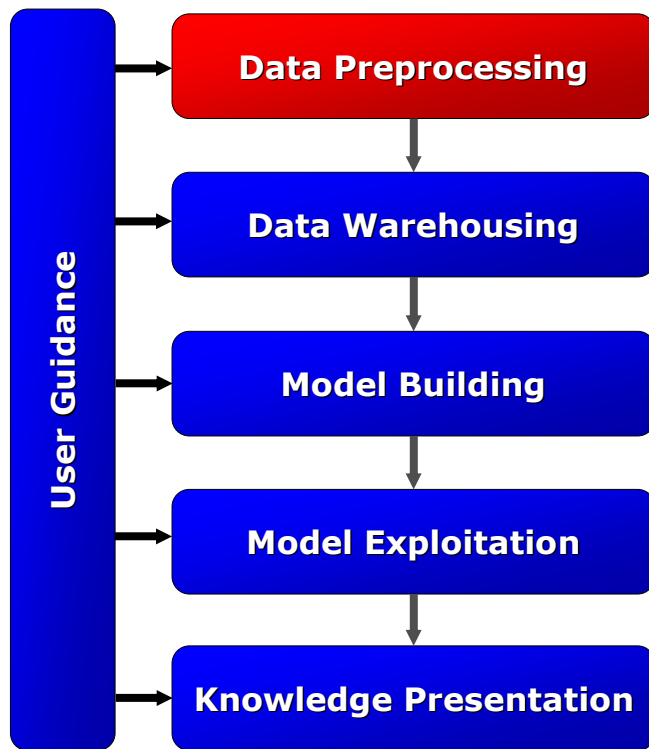 User Guidance
Data Preprocessing
Data Warehousing
Model Building
Model Exploitation
Knowledge Presentation